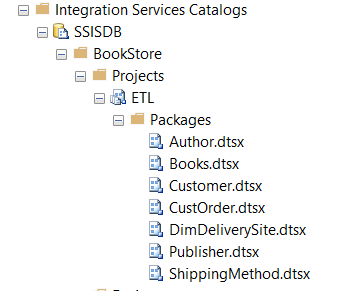 Integration Services Catalogs
SSISDB
BookStore
Projects
ETL
Packages
Author.dtsx
Books.dtsx
Customer.dtsx
CustOrder.dtsx
DimDeliverySite.dtsx
Publisher.dtsx
ShippingMethod.dtsx